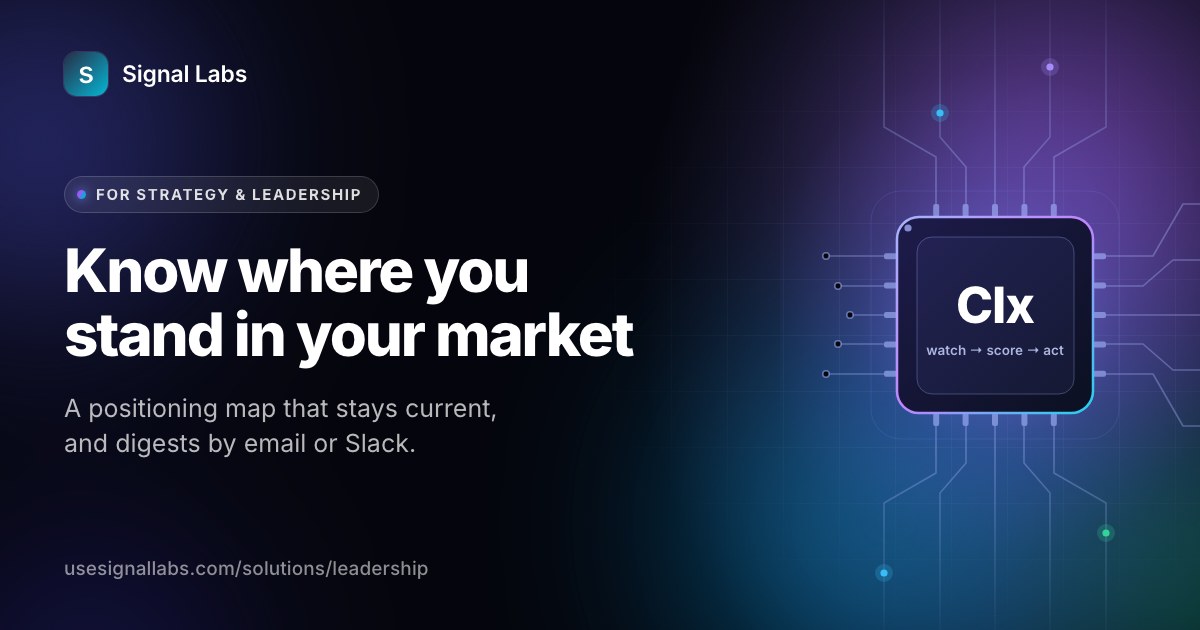 S
Signal Labs
FOR STRATEGY & LEADERSHIP
Know where you
stand in your market
A positioning map that stays current,
and digests by email or Slack.
usesignallabs.com/solutions/leadership
CIx
watch → score → act